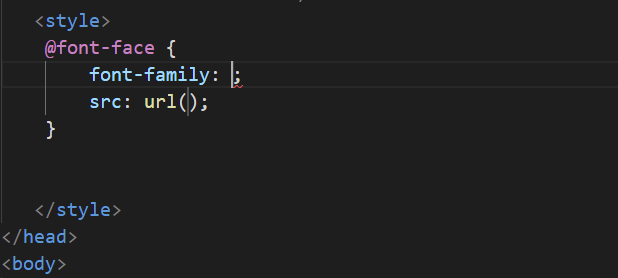 <style>
@font-face {
font-family: ;
src: url();
}
</style>
</head>
<body>